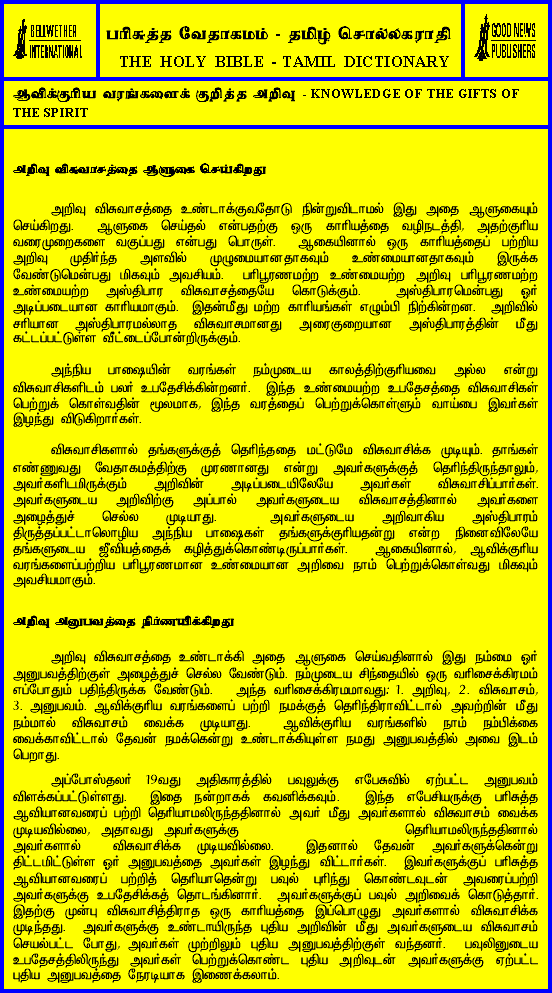 BELLWETHER
INTERNATIONAL
பரிசுத்த வேதாகமம் - தமிழ் சொல்லகராதி
THE HOLY BIBLE - TAMIL DICTIONARY
GOOD NEWS
PUBLISHERS
ஆவிக்குரிய வரங்களைக் குறித்த அறிவு - KNOWLEDGE OF THE GIFTS OF
THE SPIRIT
அறிவு விசுவாசத்தை ஆளுகை செய்கிறது
அறிவு விசுவாசத்தை உண்டாக்குவதோடு நின்றுவிடாமல் இது அதை ஆளுகையும்
செய்கிறது. ஆளுகை செய்தல் என்பதற்கு ஒரு காரியத்தை வழிநடத்தி, அதற்குரிய
வரைமுறைகளை வகுப்பது என்பது பொருள். ஆகையினால் ஒரு காரியத்தைப் பற்றிய
அறிவு முதிர்ந்த அளவில் முழுமையானதாகவும் உண்மையானதாகவும் இருக்க
வேண்டுமென்பது மிகவும் அவசியம். பரிபூரணமற்ற உண்மையற்ற அறிவு பரிபூரணமற்ற
உண்மையற்ற அஸ்திபார விசுவாசத்தையே கொடுக்கும். அஸ்திபாரமென்பது ஓர்
அடிப்படையான காரியமாகும். இதன்மீது மற்ற காரியங்கள் எழும்பி நிற்கின்றன. அறிவில்
சரியான அஸ்திபாரமல்லாத விசுவாசமானது அரைகுறையான அஸ்திபாரத்தின் மீது
கட்டப்பட்டுள்ள வீட்டைப்போன்றிருக்கும்.
அந்நிய பாஷையின் வரங்கள் நம்முடைய காலத்திற்குரியவை அல்ல என்று
விசுவாசிகளிடம் பலர் உபதேசிக்கின்றனர். இந்த உண்மையற்ற உபதேசத்தை விசுவாசிகள்
பெற்றுக் கொள்வதின் மூலமாக, இந்த வரத்தைப் பெற்றுக்கொள்ளும் வாய்பை இவர்கள்
இழந்து விடுகிறார்கள்.
விசுவாசிகளால் தங்களுக்குத் தெரிந்ததை மட்டுமே விசுவாசிக்க முடியும். தாங்கள்
எண்ணுவது வேதாகமத்திற்கு முரணானது என்று அவர்களுக்குத் தெரிந்திருந்தாலும்,
அவர்களிடமிருக்கும் அறிவின் அடிப்படையிலேயே அவர்கள் விசுவாசிப்பார்கள்.
அவர்களுடைய அறிவிற்கு அப்பால் அவர்களுடைய விசுவாசத்தினால் அவர்களை
அழைத்துச் செல்ல முடியாது. அவர்களுடைய அறிவாகிய அஸ்திபாரம்
திருத்தப்பட்டாலொழிய அந்நிய பாஷைகள் தங்களுக்குரியதன்று என்ற நினைவிலேயே
தங்களுடைய ஜீவியத்தைக் கழித்துக்கொண்டிருப்பார்கள். ஆகையினால், ஆவிக்குரிய
வரங்களைப்பற்றிய பரிபூரணமான உண்மையான அறிவை நாம் பெற்றுக்கொள்வது மிகவும்
அவசியமாகும்.
அறிவு அனுபவத்தை நிர்ணயிக்கிறது
அறிவு விசுவாசத்தை உண்டாக்கி அதை ஆளுகை செய்வதினால் இது நம்மை ஓர்
அனுபவத்திற்குள் அழைத்துச் செல்ல வேண்டும். நம்முடைய சிந்தையில் ஒரு வரிசைக்கிரமம்
எப்போதும் பதிந்திருக்க வேண்டும். அந்த வரிசைக்கிரமமாவது: 1. அறிவு, 2. விசுவாசம்,
3. அனுபவம். ஆவிக்குரிய வரங்களைப் பற்றி நமக்குத் தெரிந்திராவிட்டால் அவற்றின் மீது
நம்மால் விசுவாசம் வைக்க முடியாது. ஆவிக்குரிய வரங்களில் நாம் நம்பிக்கை
வைக்காவிட்டால் தேவன் நமக்கென்று உண்டாக்கியுள்ள நமது அனுபவத்தில் அவை இடம்
பெறாது.
அப்போஸ்தலர் 19வது அதிகாரத்தில் பவுலுக்கு எபேசுவில் ஏற்பட்ட அனுபவம்
விளக்கப்பட்டுள்ளது. இதை நன்றாகக் கவனிக்கவும். இந்த எபேசியருக்கு பரிசுத்த
ஆவியானவரைப் பற்றி தெரியாமலிருந்ததினால் அவர் மீது அவர்களால் விசுவாசம் வைக்க
முடியவில்லை, அதாவது அவர்களுக்கு தெரியாமலிருந்ததினால்
அவர்களால் விசுவாசிக்க முடியவில்லை. இதனால் தேவன் அவர்களுக்கென்று
திட்டமிட்டுள்ள ஓர் அனுபவத்தை அவர்கள் இழந்து விட்டார்கள். இவர்களுக்குப் பரிசுத்த
ஆவியானவரைப் பற்றித் தெரியாதென்று பவுல் புரிந்து கொண்டவுடன் அவரைப்பற்றி
அவர்களுக்கு உபதேசிக்கத் தொடங்கினார். அவர்களுக்குப் பவுல் அறிவைக் கொடுத்தார்.
இதற்கு முன்பு விசுவாசித்திராத ஒரு காரியத்தை இப்பொழுது அவர்களால் விசுவாசிக்க
முடிந்தது. அவர்களுக்கு உண்டாயிருந்த புதிய அறிவின் மீது அவர்களுடைய விசுவாசம்
செயல்பட்ட போது, அவர்கள் முற்றிலும் புதிய அனுபவத்திற்குள் வந்தனர். பவுலினுடைய
உபதேசத்திலிருந்து அவர்கள் பெற்றுக்கொண்ட புதிய அறிவுடன் அவர்களுக்கு ஏற்பட்ட
புதிய அனுபவத்தை நேரடியாக இணைக்கலாம்.